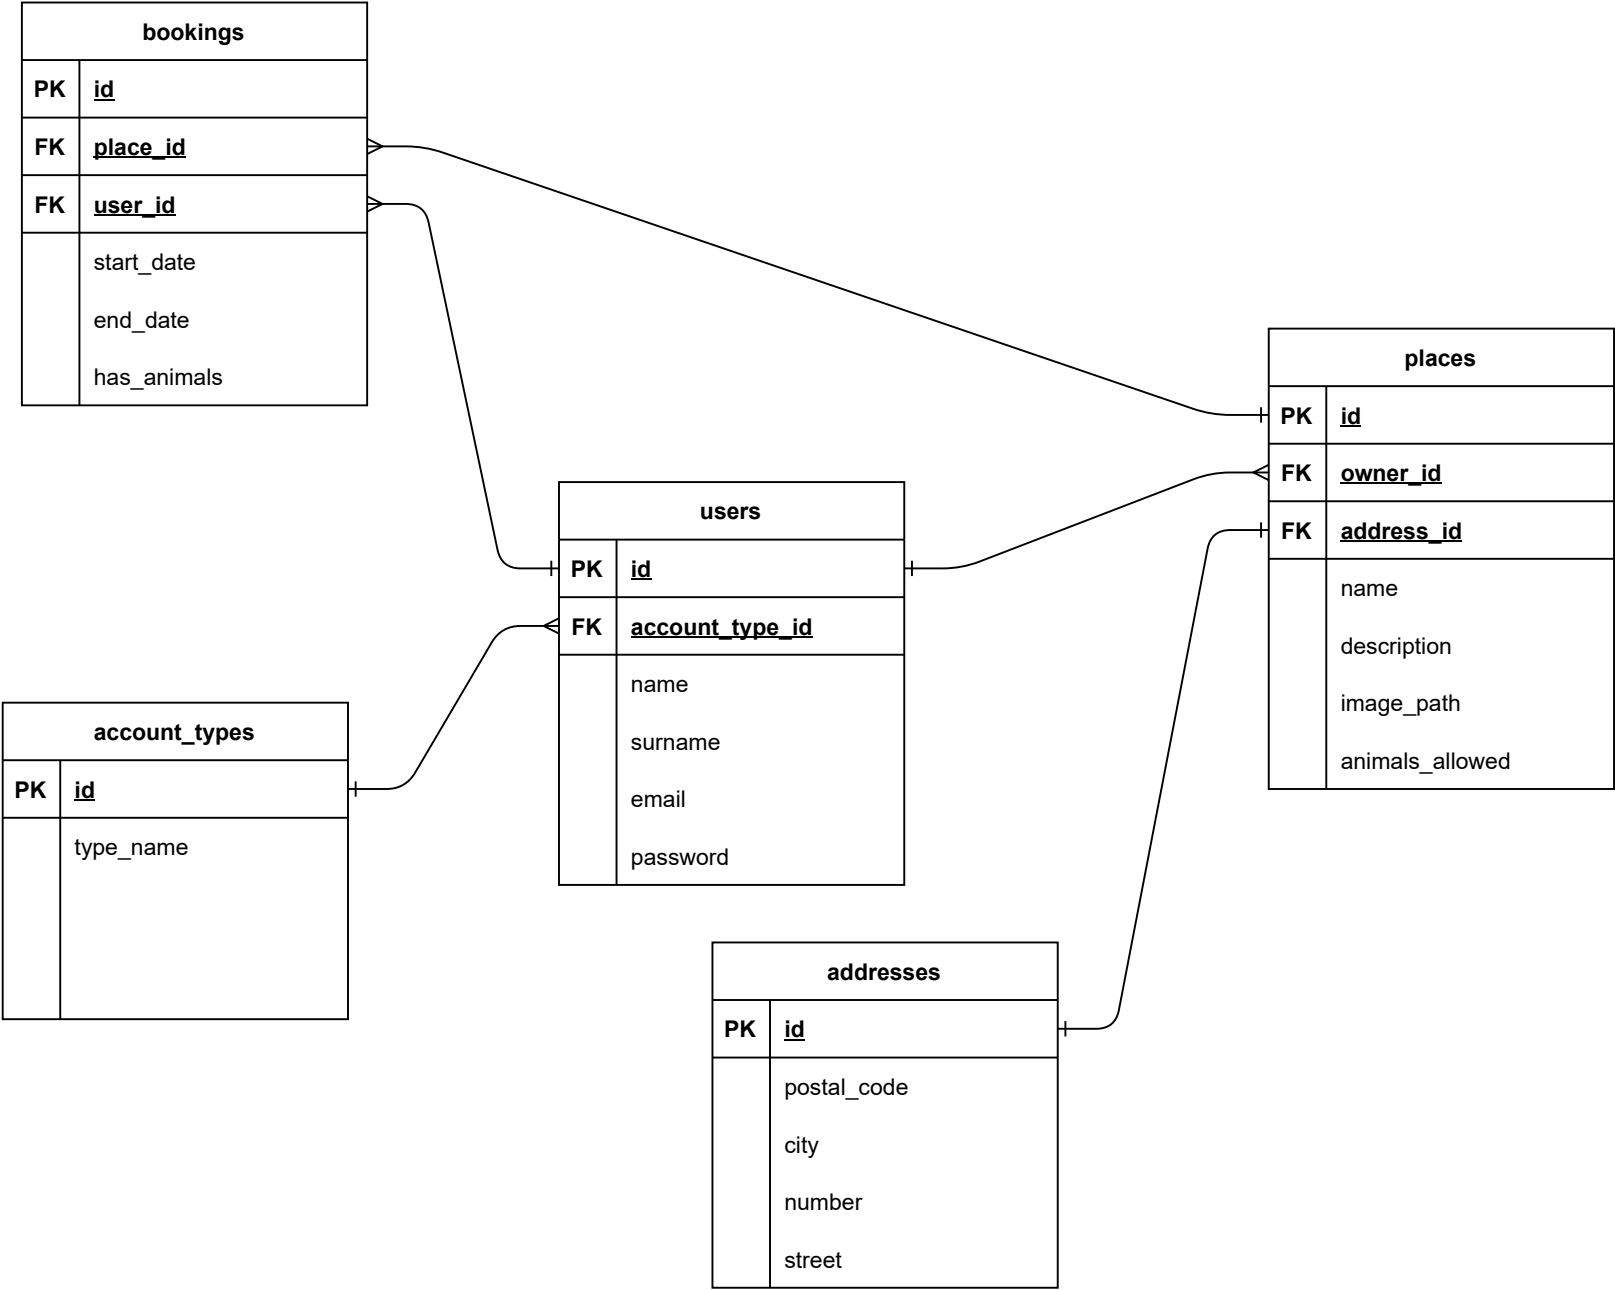 bookings
PK id
FK place_id
FK user_id
start_date
end_date
has_animals
places
PK id
FK owner_id
FK address_id
name
description
image_path
animals_allowed
users
PK id
FK account_type_id
name
surname
email
password
account_types
PK id
type_name
addresses
PK id
postal_code
city
number
street